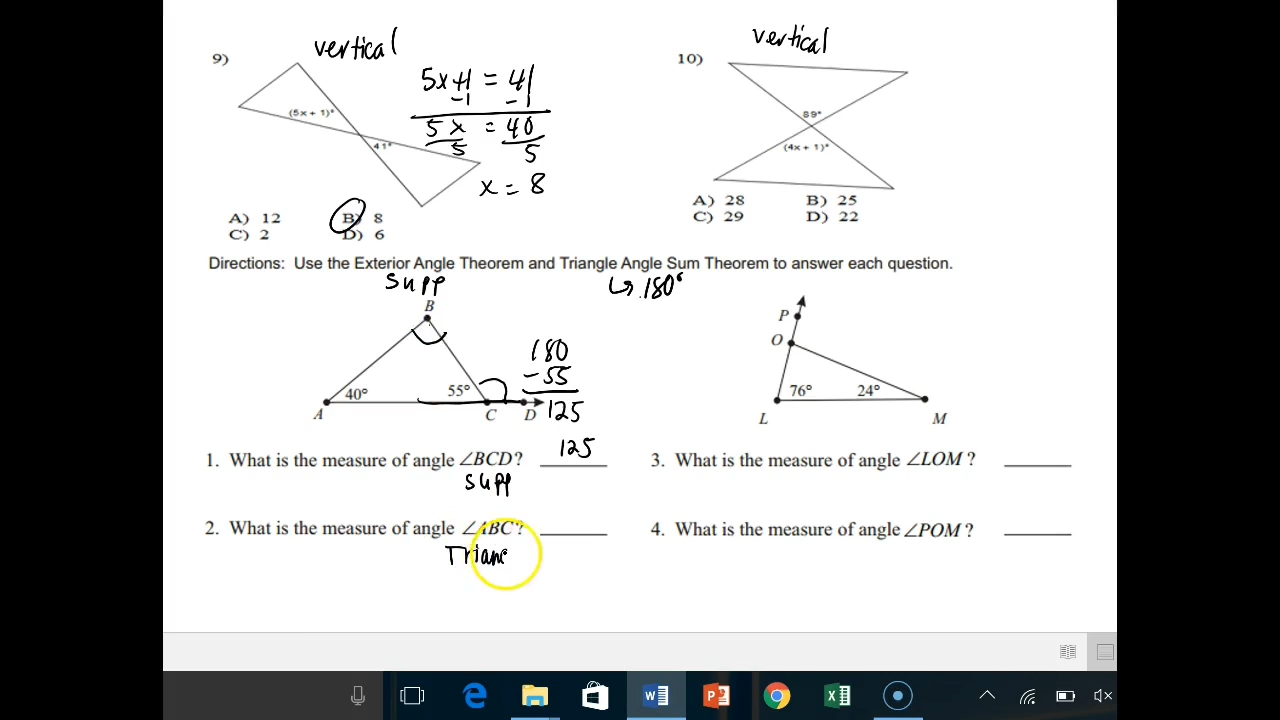 9)
vertical
(5x + 1)°
41°
5x+1 = 41
-1 -1
5x = 40
5 5
x = 8
A) 12 B) 8
C) 2 D) 6
10)
vertical
89°
(4x + 1)°
A) 28 B) 25
C) 29 D) 22
Directions: Use the Exterior Angle Theorem and Triangle Angle Sum Theorem to answer each question.
supp
↳ 180°
B
40°
55°
A
C
D
180
-55
125
P
O
76°
24°
L
M
1. What is the measure of angle ∠BCD? 125
supp
2. What is the measure of angle ∠ABC? ______
Triang
3. What is the measure of angle ∠LOM? ______
4. What is the measure of angle ∠POM? ______